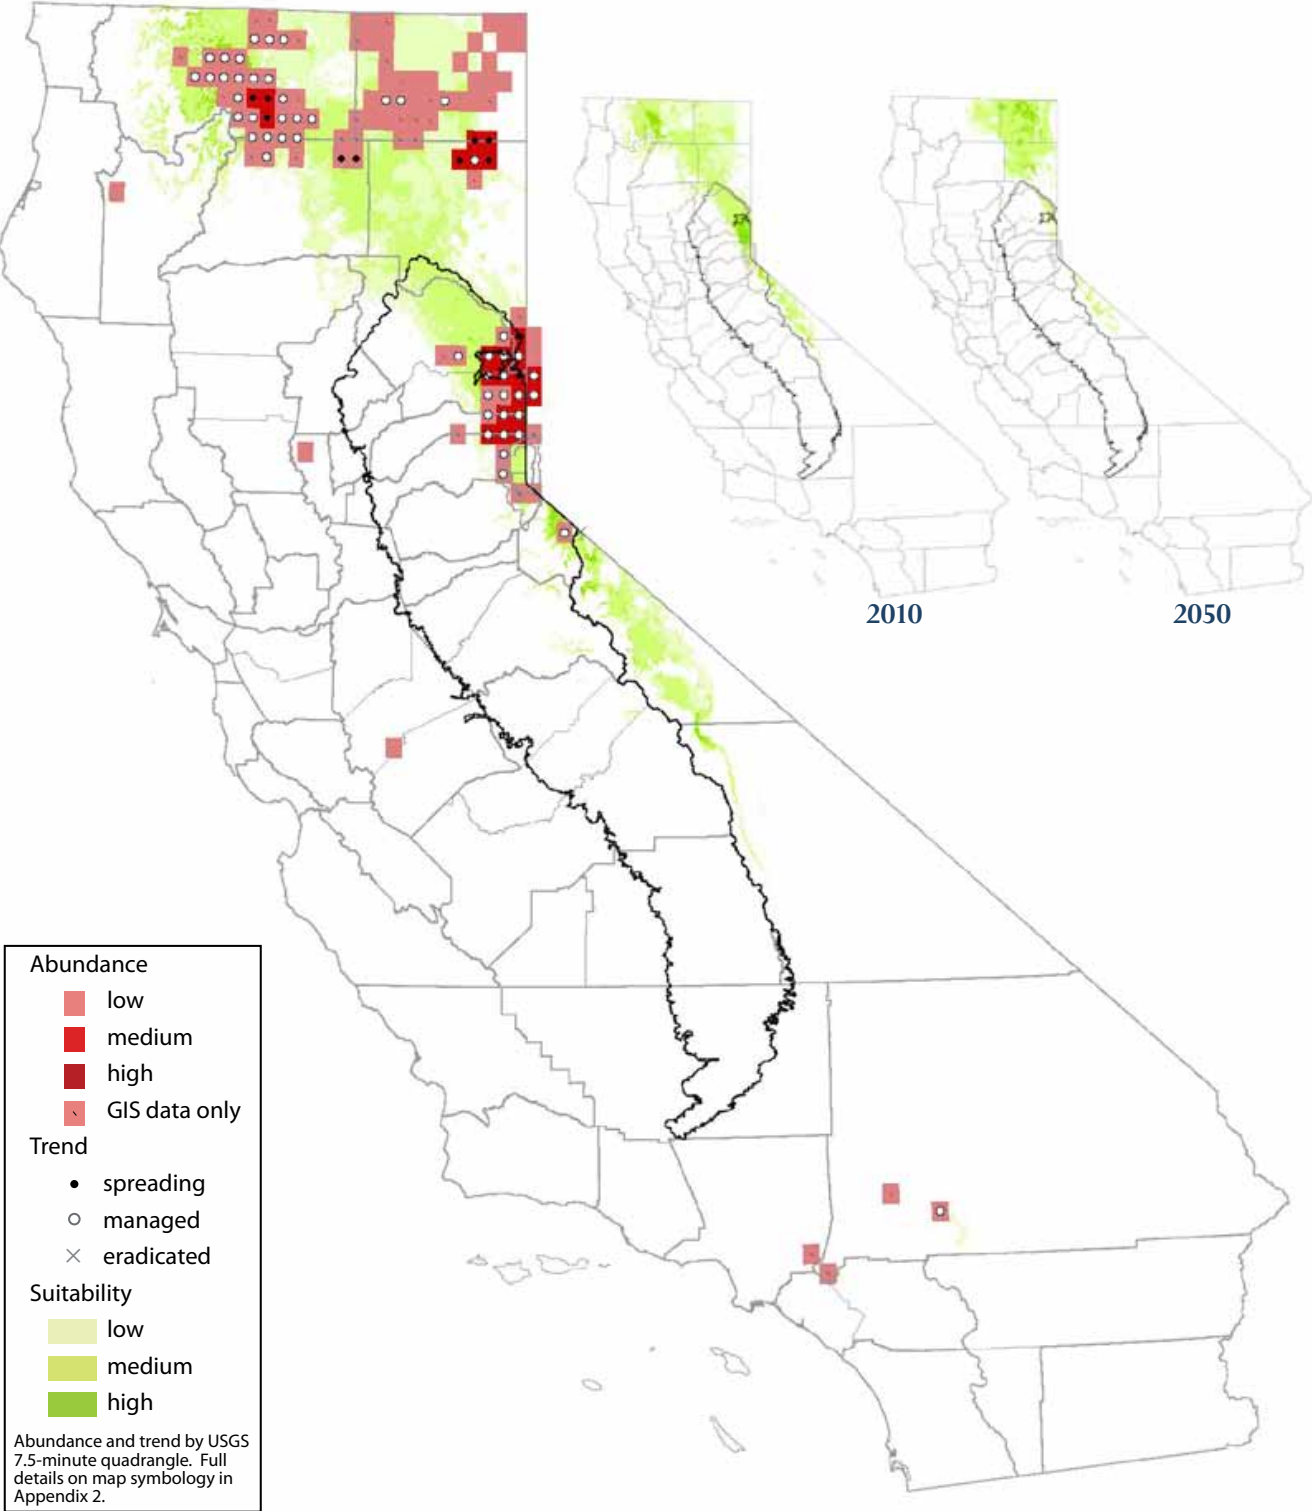 2010
2050
Abundance
low
medium
high
GIS data only
Trend
spreading
managed
eradicated
Suitability
low
medium
high
Abundance and trend by USGS
7.5-minute quadrangle.  Full
details on map symbology in
Appendix 2.